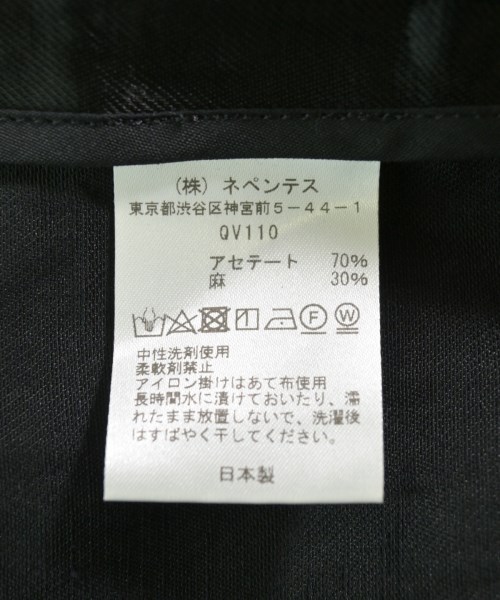 （株）ネペンテス
東京都渋谷区神宮前５－４４－１
QV110
アセテート 70%
麻 30%
F W
中性洗剤使用
柔軟剤禁止
アイロン掛けはあて布使用
長時間水に漬けておいたり、濡
れたまま放置しないで、洗濯後
はすばやく干してください。
日本製